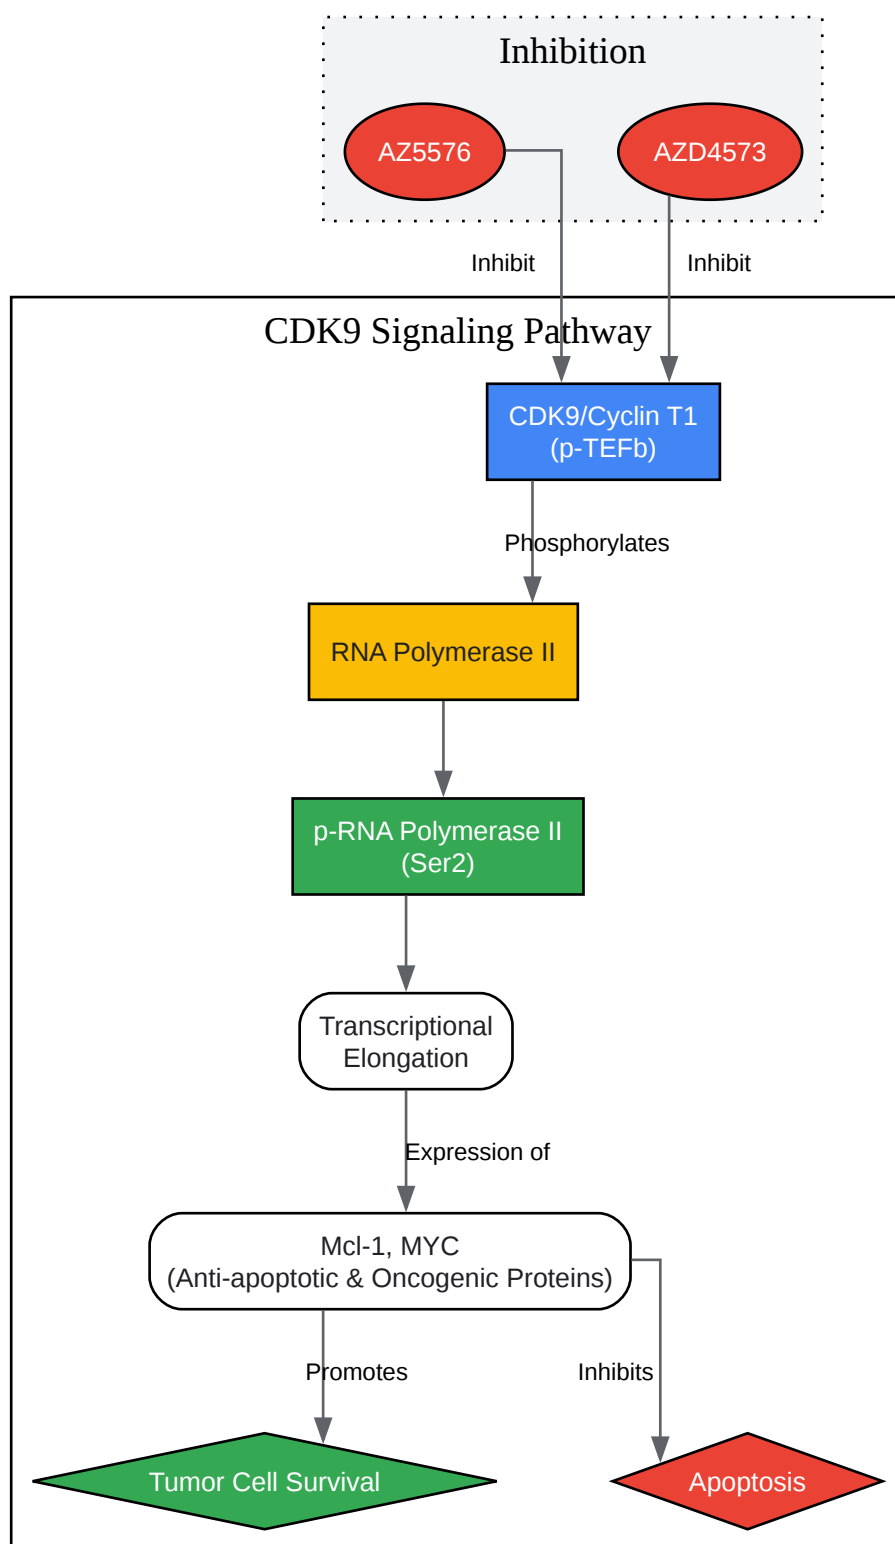 Inhibition
AZ5576
AZD4573
Inhibit
Inhibit
CDK9 Signaling Pathway
CDK9/Cyclin T1
(p-TEFb)
Phosphorylates
RNA Polymerase II
p-RNA Polymerase II
(Ser2)
Transcriptional
Elongation
Expression of
Mcl-1, MYC
(Anti-apoptotic & Oncogenic Proteins)
Promotes
Inhibits
Tumor Cell Survival
Apoptosis